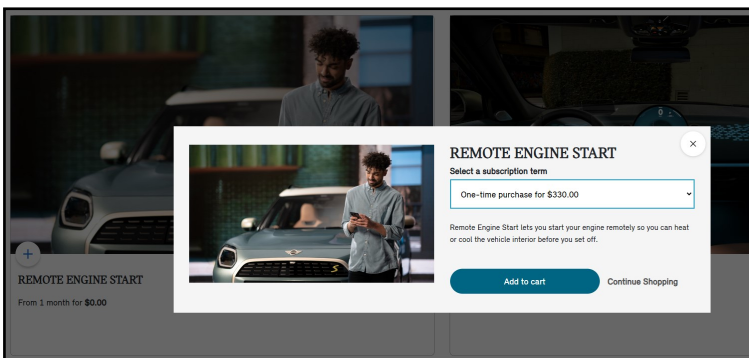 REMOTE ENGINE START
Select a subscription term
One-time purchase for $330.00
Remote Engine Start lets you start your engine remotely so you can heat
or cool the vehicle interior before you set off.
Add to cart
Continue Shopping
REMOTE ENGINE START
From 1 month for $0.00